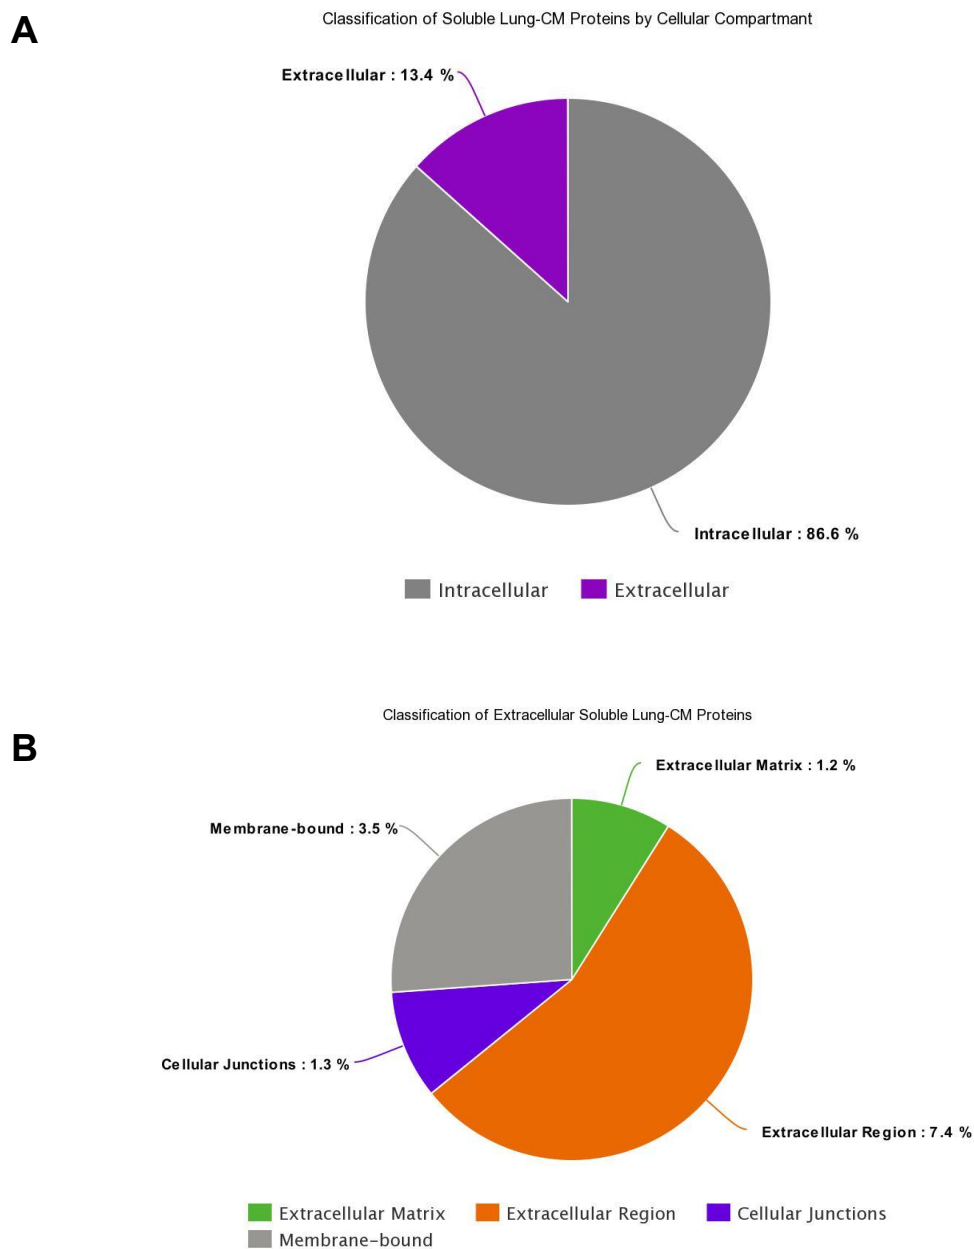 A
Classification of Soluble Lung-CM Proteins by Cellular Compartmant
Extracellular : 13.4 %
Intracellular : 86.6 %
Intracellular
Extracellular
B
Classification of Extracellular Soluble Lung-CM Proteins
Extracellular Matrix : 1.2 %
Membrane-bound : 3.5 %
Cellular Junctions : 1.3 %
Extracellular Region : 7.4 %
Extracellular Matrix
Extracellular Region
Cellular Junctions
Membrane-bound